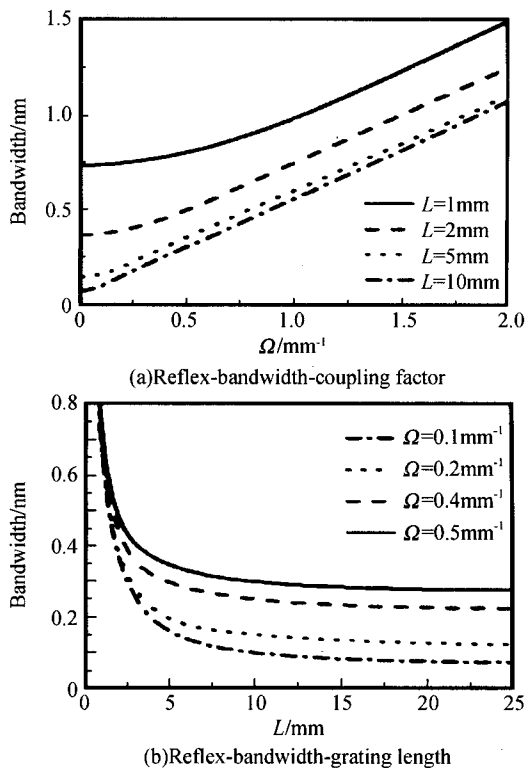 1.5
1.0
0.5
0
Bandwidth/nm
L=1mm
L=2mm
L=5mm
L=10mm
0 0.5 1.0 1.5 2.0
Ω/mm⁻¹
(a)Reflex-bandwidth-coupling factor
0.8
0.6
0.4
0.2
0
Bandwidth/nm
Ω=0.1mm⁻¹
Ω=0.2mm⁻¹
Ω=0.4mm⁻¹
Ω=0.5mm⁻¹
0 5 10 15 20 25
L/mm
(b)Reflex-bandwidth-grating length